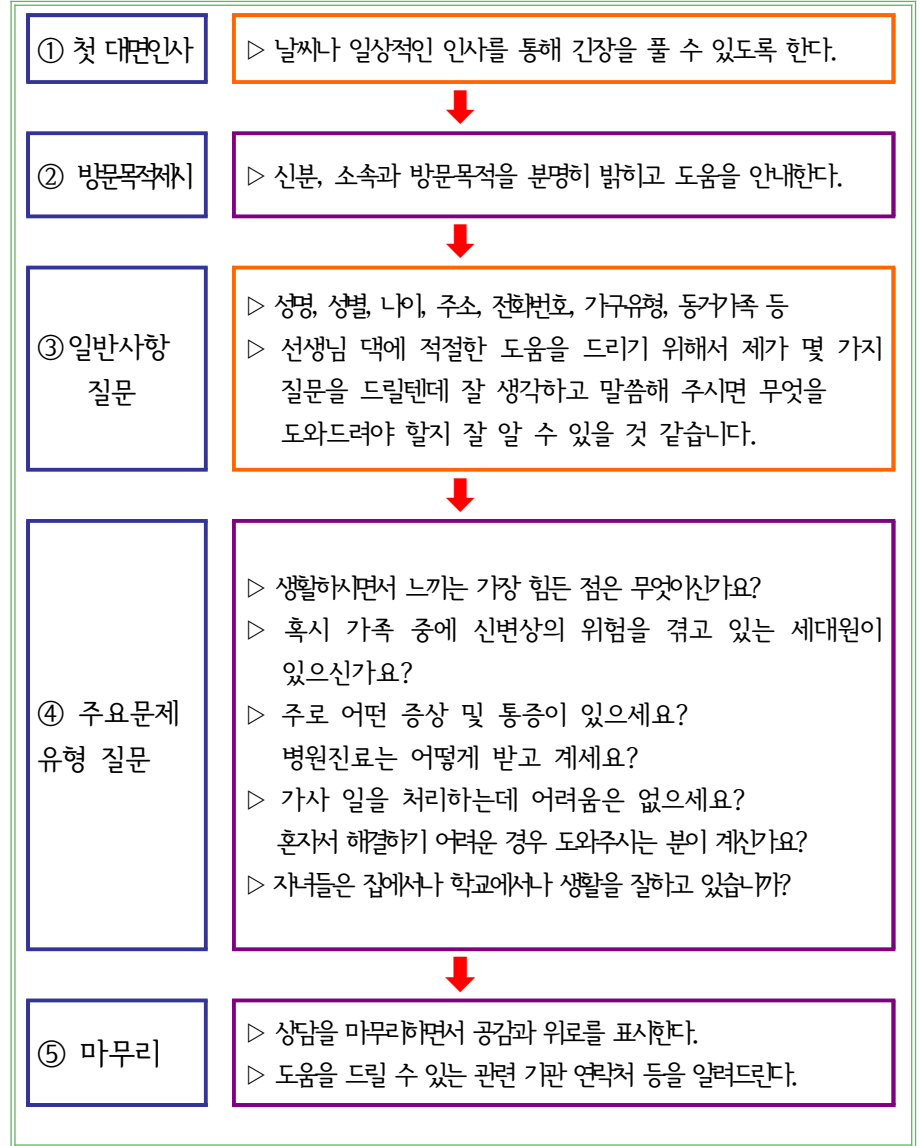 ① 첫 대면인사
▷ 날씨나 일상적인 인사를 통해 긴장을 풀 수 있도록 한다.
② 방문목적제시
▷ 신분, 소속과 방문목적을 분명히 밝히고 도움을 안내한다.
③ 일반사항
질문
▷ 성명, 성별, 나이, 주소, 전화번호, 가구유형, 동거가족 등
▷ 선생님 댁에 적절한 도움을 드리기 위해서 제가 몇 가지
질문을 드릴텐데 잘 생각하고 말씀해 주시면 무엇을
도와드려야 할지 잘 알 수 있을 것 같습니다.
④ 주요문제
유형 질문
▷ 생활하시면서 느끼는 가장 힘든 점은 무엇이신가요?
▷ 혹시 가족 중에 신변상의 위험을 겪고 있는 세대원이
있으신가요?
▷ 주로 어떤 증상 및 통증이 있으세요?
병원진료는 어떻게 받고 계세요?
▷ 가사 일을 처리하는데 어려움은 없으세요?
혼자서 해결하기 어려운 경우 도와주시는 분이 계신가요?
▷ 자녀들은 집에서나 학교에서나 생활을 잘하고 있습니까?
⑤ 마무리
▷ 상담을 마무리하면서 공감과 위로를 표시한다.
▷ 도움을 드릴 수 있는 관련 기관 연락처 등을 알려드린다.